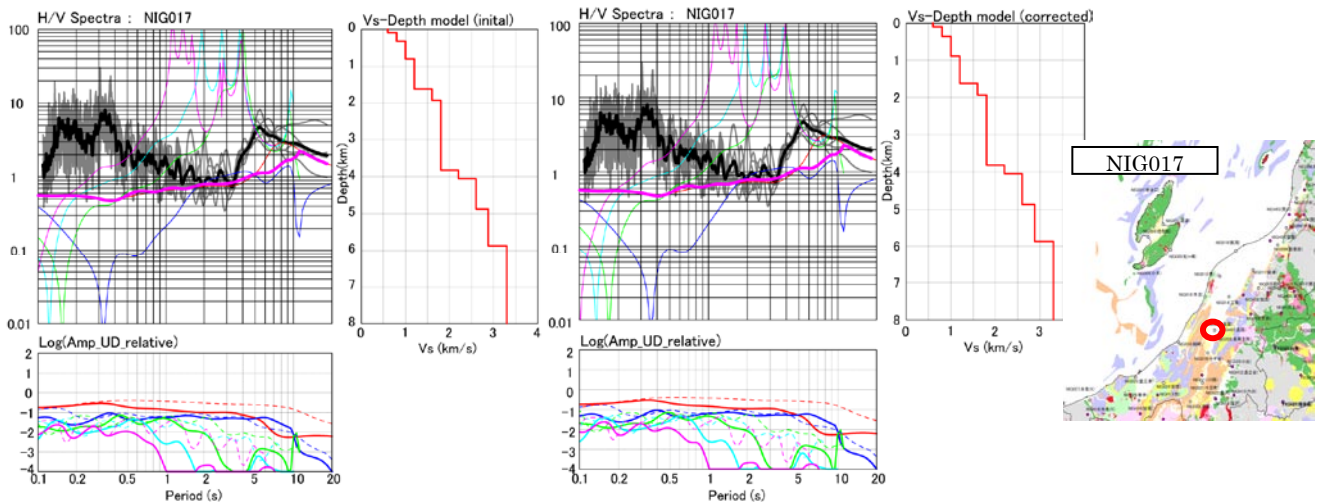 H/V Spectra : NIG017
Vs-Depth model (inital)
100
10
1
0.1
0.01
0
1
2
3
4
5
6
7
8
Depth(km)
0 1 2 3 4
Vs (km/s)
Log(Amp_UD_relative)
2
1
0
-1
-2
-3
-4
0.1 0.2 0.5 1 2 5 10 20
Period (s)
H/V Spectra : NIG017
Vs-Depth model (corrected)
100
10
1
0.1
0.01
0
1
2
3
4
5
6
7
8
Depth(km)
0 1 2 3
Vs (km/s)
Log(Amp_UD_relative)
2
1
0
-1
-2
-3
-4
0.1 0.2 0.5 1 2 5 10 20
Period (s)
NIG017